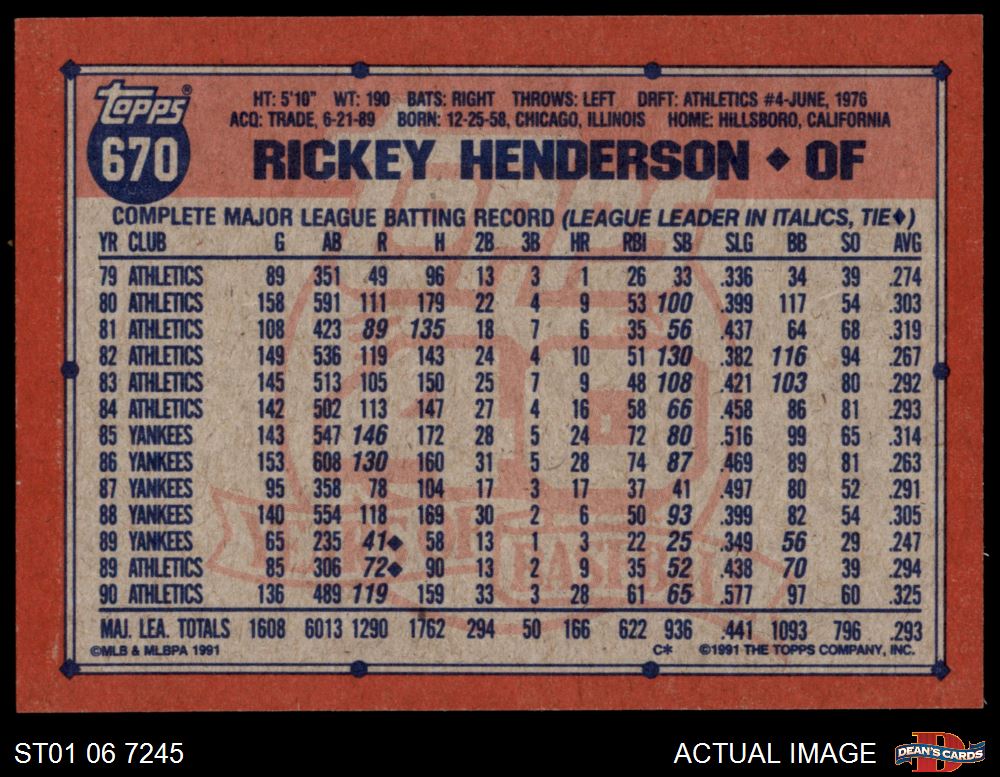 topps®
670
HT: 5'10" WT: 190 BATS: RIGHT THROWS: LEFT DRFT: ATHLETICS #4-JUNE, 1976
ACQ: TRADE, 6-21-89 BORN: 12-25-58, CHICAGO, ILLINOIS HOME: HILLSBORO, CALIFORNIA
RICKEY HENDERSON ◆ OF
COMPLETE MAJOR LEAGUE BATTING RECORD (LEAGUE LEADER IN ITALICS, TIE◆)
YR CLUB G AB R H 2B 3B HR RBI SB SLG BB SO AVG
79 ATHLETICS 89 351 49 96 13 3 1 26 33 .336 34 39 .274
80 ATHLETICS 158 591 111 179 22 4 9 53 100 .399 117 54 .303
81 ATHLETICS 108 423 89 135 18 7 6 35 56 .437 64 68 .319
82 ATHLETICS 149 536 119 143 24 4 10 51 130 .382 116 94 .267
83 ATHLETICS 145 513 105 150 25 7 9 48 108 .421 103 80 .292
84 ATHLETICS 142 502 113 147 27 4 16 58 66 .458 86 81 .293
85 YANKEES 143 547 146 172 28 5 24 72 80 .516 99 65 .314
86 YANKEES 153 608 130 160 31 5 28 74 87 .469 89 81 .263
87 YANKEES 95 358 78 104 17 3 17 37 41 .497 80 52 .291
88 YANKEES 140 554 118 169 30 2 6 50 93 .399 82 54 .305
89 YANKEES 65 235 41◆ 58 13 1 3 22 25 .349 56 29 .247
89 ATHLETICS 85 306 72◆ 90 13 2 9 35 52 .438 70 39 .294
90 ATHLETICS 136 489 119 159 33 3 28 61 65 .577 97 60 .325
MAJ. LEA. TOTALS 1608 6013 1290 1762 294 50 166 622 936 .441 1093 796 .293
©MLB & MLBPA 1991 C* ©1991 THE TOPPS COMPANY, INC.
TOPPS
40
YEARS OF BASEBALL
ST01 06 7245 ACTUAL IMAGE
D
DEAN'S CARDS